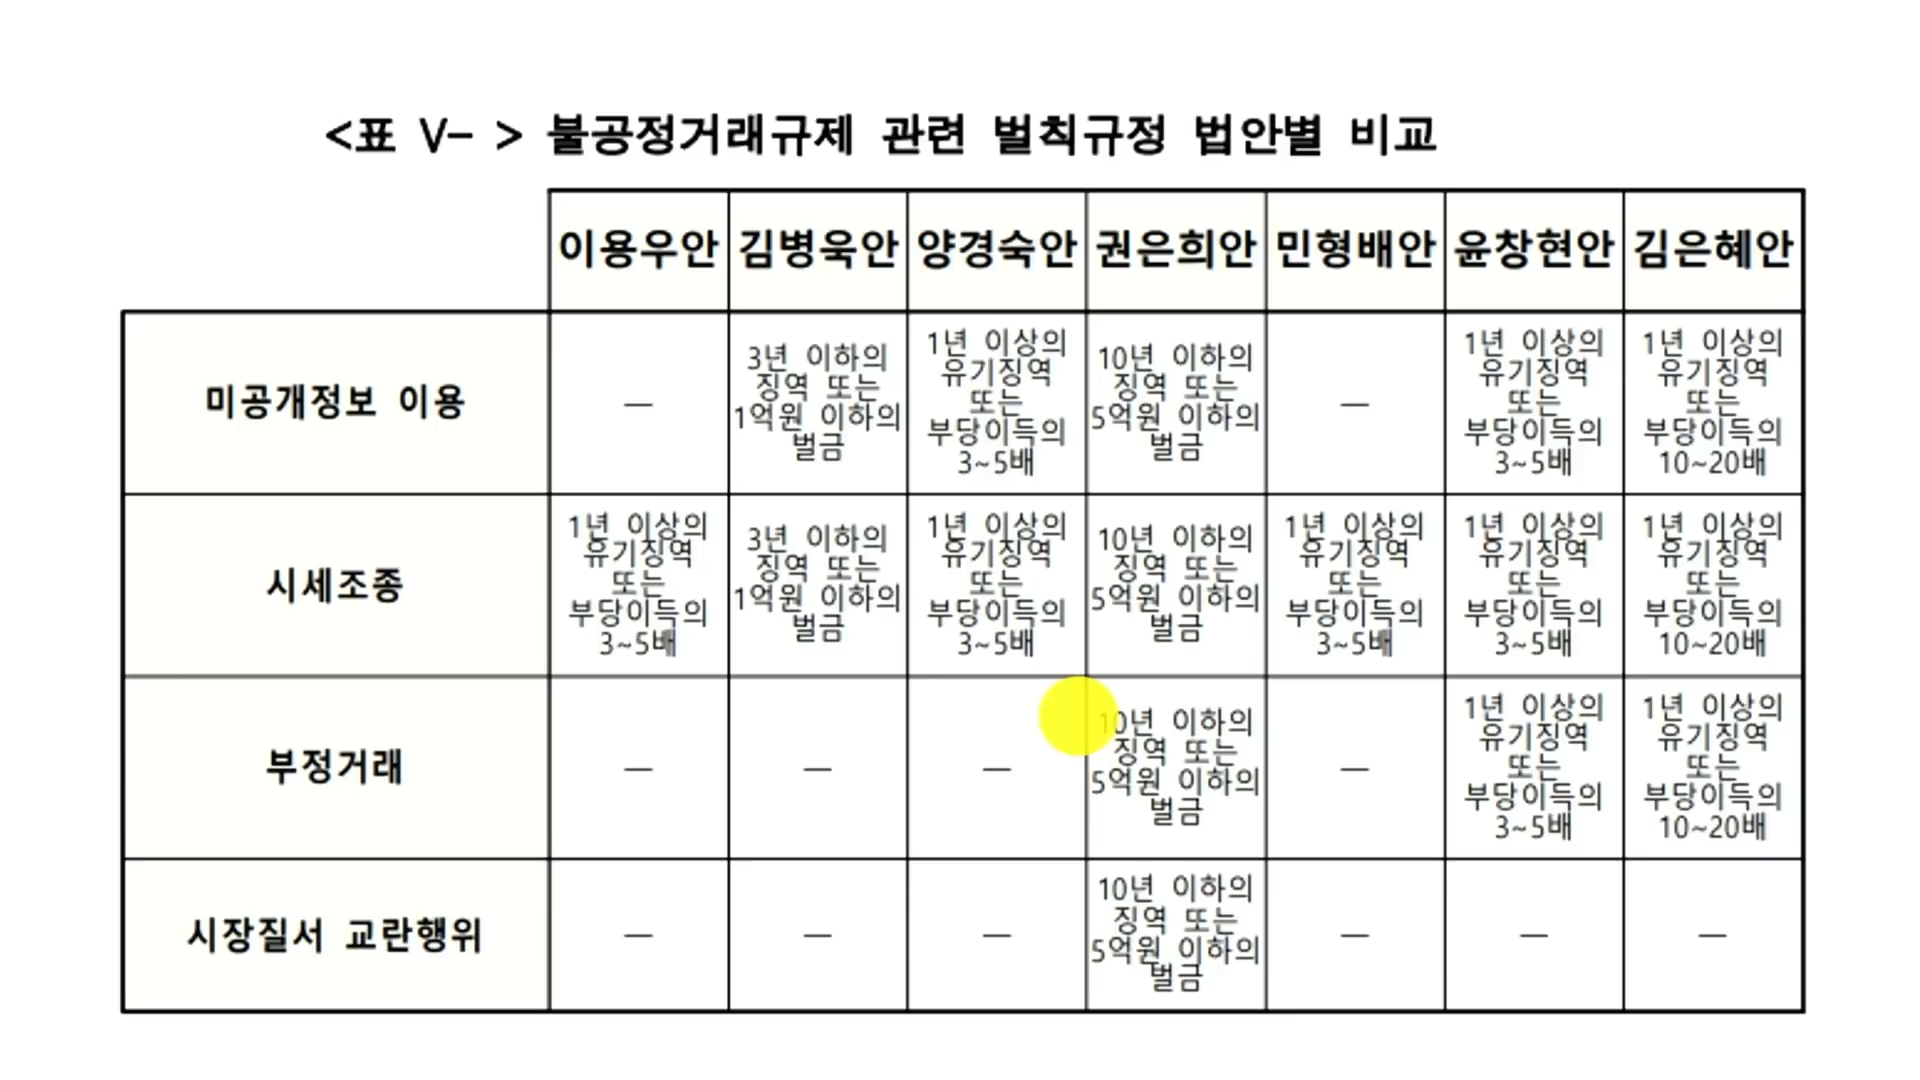 <표 V- > 불공정거래규제 관련 벌칙규정 법안별 비교
이용우안 김병욱안 양경숙안 권은희안 민형배안 윤창현안 김은혜안
미공개정보 이용
—
3년 이하의
징역 또는
1억원 이하의
벌금
1년 이상의
유기징역
또는
부당이득의
3~5배
10년 이하의
징역 또는
5억원 이하의
벌금
—
1년 이상의
유기징역
또는
부당이득의
3~5배
1년 이상의
유기징역
또는
부당이득의
10~20배
시세조종
1년 이상의
유기징역
또는
부당이득의
3~5배
3년 이하의
징역 또는
1억원 이하의
벌금
1년 이상의
유기징역
또는
부당이득의
3~5배
10년 이하의
징역 또는
5억원 이하의
벌금
1년 이상의
유기징역
또는
부당이득의
3~5배
1년 이상의
유기징역
또는
부당이득의
3~5배
1년 이상의
유기징역
또는
부당이득의
10~20배
부정거래
—
—
—
10년 이하의
징역 또는
5억원 이하의
벌금
—
1년 이상의
유기징역
또는
부당이득의
3~5배
1년 이상의
유기징역
또는
부당이득의
10~20배
시장질서 교란행위
—
—
—
10년 이하의
징역 또는
5억원 이하의
벌금
—
—
—